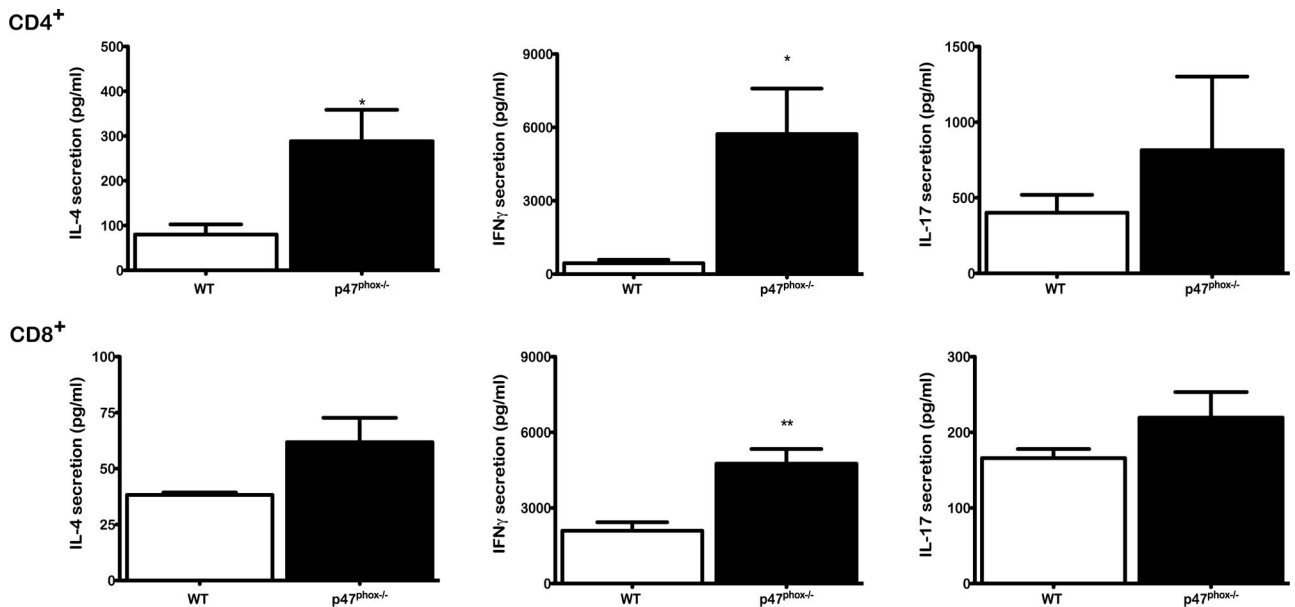 CD4+
IL-4 secretion (pg/ml)
500
400
300
200
100
0
*
WT
p47phox-/-
IFNγ secretion (pg/ml)
9000
6000
3000
0
*
WT
p47phox-/-
IL-17 secretion (pg/ml)
1500
1000
500
0
WT
p47phox-/-
CD8+
IL-4 secretion (pg/ml)
100
75
50
25
0
WT
p47phox-/-
IFNγ secretion (pg/ml)
9000
6000
3000
0
**
WT
p47phox-/-
IL-17 secretion (pg/ml)
300
200
100
0
WT
p47phox-/-